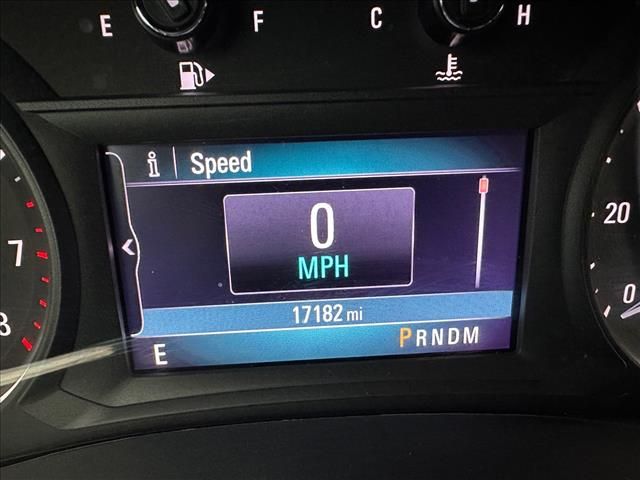 E F C H
i Speed
7
8
0
MPH
20
0
17182 mi
E PRNDM